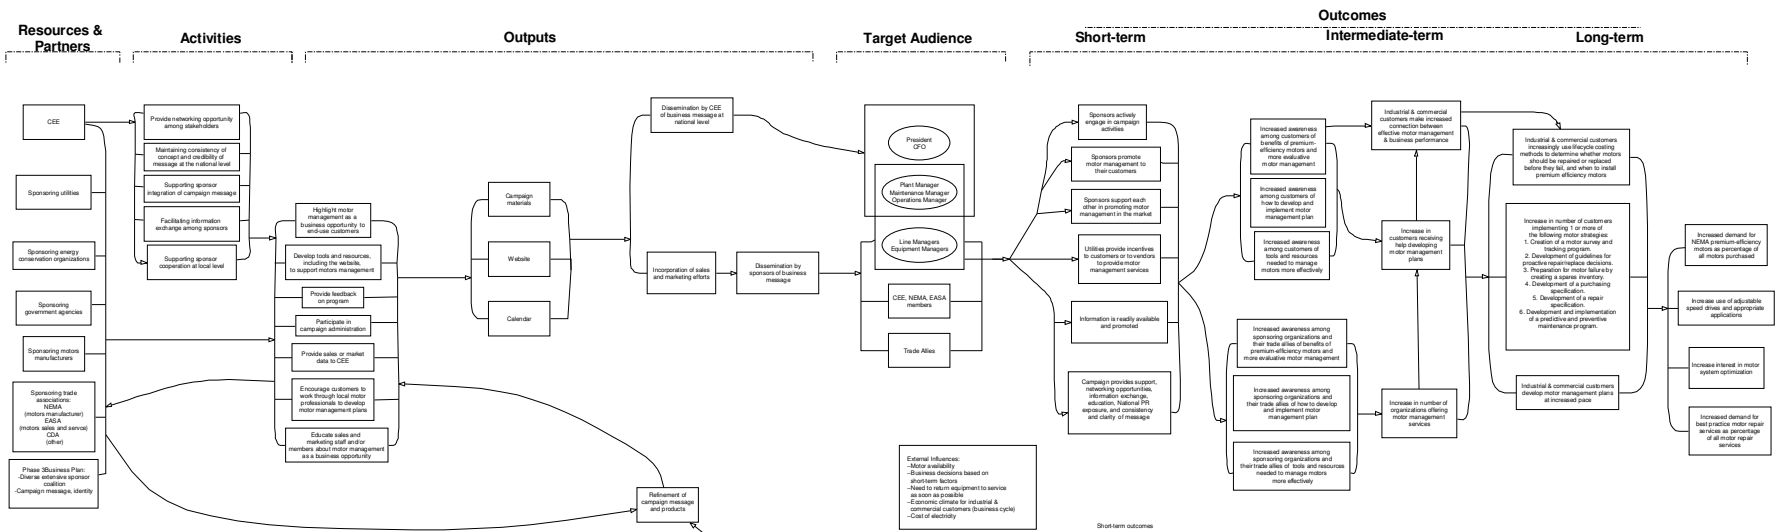 Outcomes
Resources &
Partners
Activities
Outputs
Target Audience
Short-term
Intermediate-term
Long-term
CEE
Sponsoring utilities
Sponsoring energy
conservation organizations
Sponsoring
government agencies
Sponsoring motors
manufacturers
Sponsoring trade
associations:
NEMA
(motors manufacturer)
EASA
(motors sales and service)
CDA
(other)
Phase 3Business Plan:
-Diverse extensive sponsor
coalition
-Campaign message, identity
Provide networking opportunity
among stakeholders
Maintaining consistency of
concept and credibility of
message at the national level
Supporting sponsor
integration of campaign message
Facilitating information
exchange among sponsors
Supporting sponsor
cooperation at local level
Highlight motor
management as a
business opportunity to
end-use customers
Develop tools and resources,
including the website,
to support motors management
Provide feedback
on program
Participate in
campaign administration
Provide sales or market
data to CEE
Encourage customers to
work through local motor
professionals to develop
motor management plans
Educate sales and
marketing staff and/or
members about motor management
as a business opportunity
Campaign
materials
Website
Calendar
Dissemination by CEE
of business message at
national level
Incorporation of sales
and marketing efforts
Dissemination by
sponsors of business
message
Refinement of
campaign message
and products
President
CFO
Plant Manager
Maintenance Manager
Operations Manager
Line Managers
Equipment Managers
CEE, NEMA, EASA
members
Trade Allies
External Influences:
–Motor availability
–Business decisions based on
short-term factors
–Need to return equipment to service
as soon as possible
–Economic climate for industrial &
commercial customers (business cycle)
–Cost of electricity
Sponsors actively
engage in campaign
activities
Sponsors promote
motor management to
their customers
Sponsors support each
other in promoting motor
management in the market
Utilities provide incentives
to customers or to vendors
to provide motor
management services
Information is readily available
and promoted
Campaign provides support,
networking opportunities,
information exchange,
education, National PR
exposure, and consistency
and clarity of message
Short-term outcomes
Increased awareness
among customers of
benefits of premium-
efficiency motors and
more evaluative
motor management
Increased awareness
among customers of
how to develop and
implement motor
management plan
Increased awareness
among customers of
tools and resources
needed to manage
motors more effectively
Increased awareness among
sponsoring organizations and
their trade allies of benefits of
premium-efficiency motors and
more evaluative motor management
Increased awareness among
sponsoring organizations and
their trade allies of how to develop
and implement motor
management plan
Increased awareness among
sponsoring organizations and
their trade allies of tools and resources
needed to manage motors
more effectively
Industrial & commercial
customers make increased
connection between
effective motor management
& business performance
Increase in
customers receiving
help developing
motor management
plans
Increase in number of
organizations offering
motor management
services
Industrial & commercial customers
increasingly use lifecycle costing
methods to determine whether motors
should be repaired or replaced
before they fail, and when to install
premium efficiency motors
Increase in number of customers
implementing 1 or more
of the following motor strategies:
1. Creation of a motor survey and
tracking program.
2. Development of guidelines for
proactive repair/replace decisions.
3. Preparation for motor failure by
creating a spares inventory.
4. Development of a purchasing
specification.
5. Development of a repair
specification.
6. Development and implementation
of a predictive and preventive
maintenance program.
Industrial & commercial customers
develop motor management plans
at increased pace
Increased demand for
NEMA premium-efficiency
motors as percentage of
all motors purchased
Increase use of adjustable
speed drives and appropriate
applications
Increase interest in motor
system optimization
Increased demand for
best practice motor repair
services as percentage
of all motor repair
services